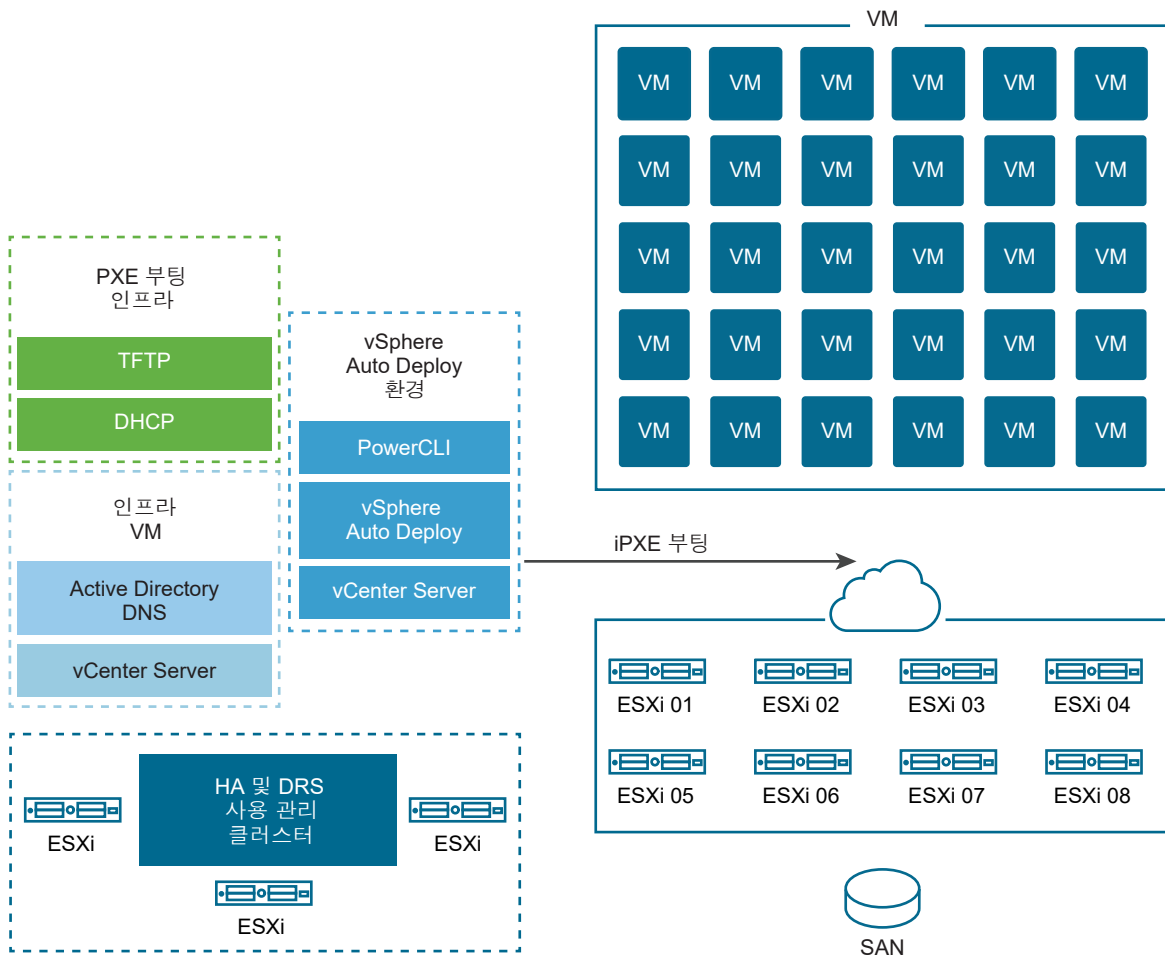 VM
VM VM VM VM VM VM
VM VM VM VM VM VM
VM VM VM VM VM VM
VM VM VM VM VM VM
VM VM VM VM VM VM
PXE 부팅
인프라
TFTP
DHCP
인프라
VM
Active Directory
DNS
vCenter Server
vSphere
Auto Deploy
환경
PowerCLI
vSphere
Auto Deploy
vCenter Server
iPXE 부팅
ESXi 01 ESXi 02 ESXi 03 ESXi 04
ESXi 05 ESXi 06 ESXi 07 ESXi 08
HA 및 DRS
사용 관리
클러스터
ESXi
ESXi
ESXi
SAN